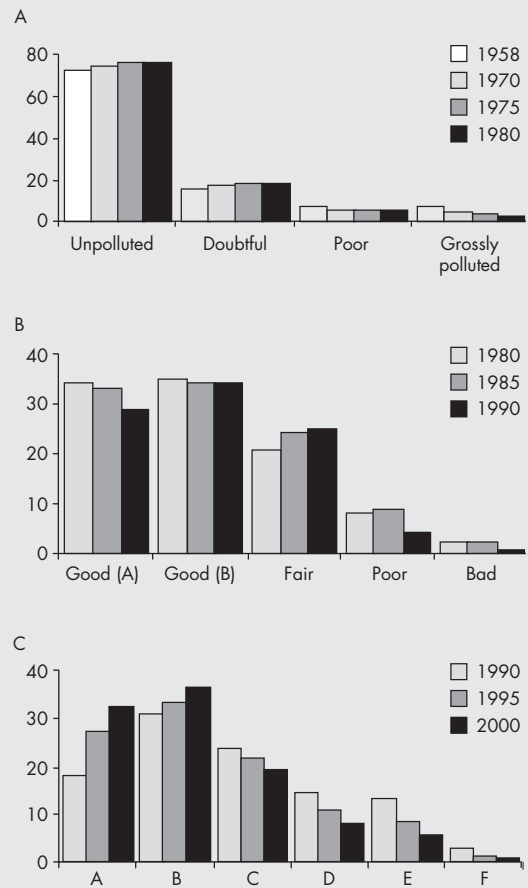 A
80
60
40
20
0
1958
1970
1975
1980
Unpolluted
Doubtful
Poor
Grossly
polluted
B
40
30
20
10
0
1980
1985
1990
Good (A)
Good (B)
Fair
Poor
Bad
C
40
30
20
10
0
1990
1995
2000
A
B
C
D
E
F